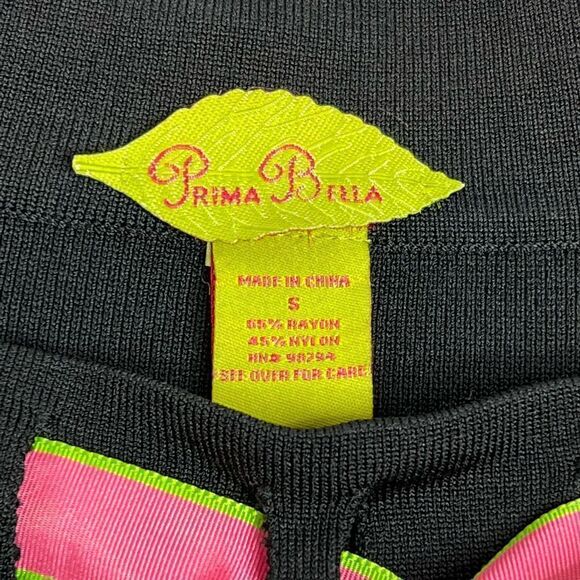 PRIMA BELLA
MADE IN CHINA
S
55% RAYON
45% NYLON
RN# 98294
SEE OVER FOR CARE